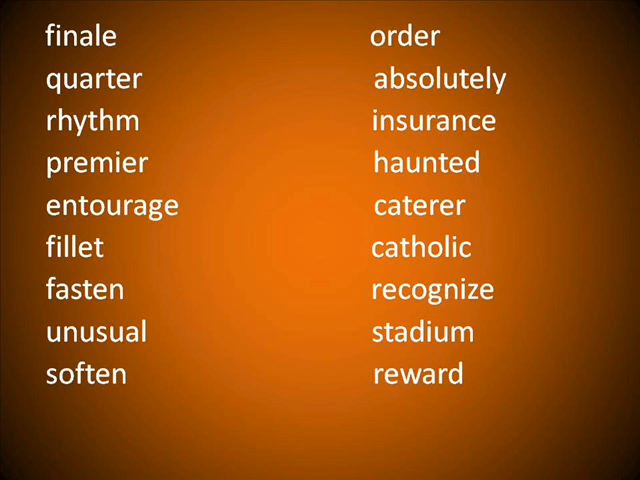 finale order
quarter absolutely
rhythm insurance
premier haunted
entourage caterer
fillet catholic
fasten recognize
unusual stadium
soften reward